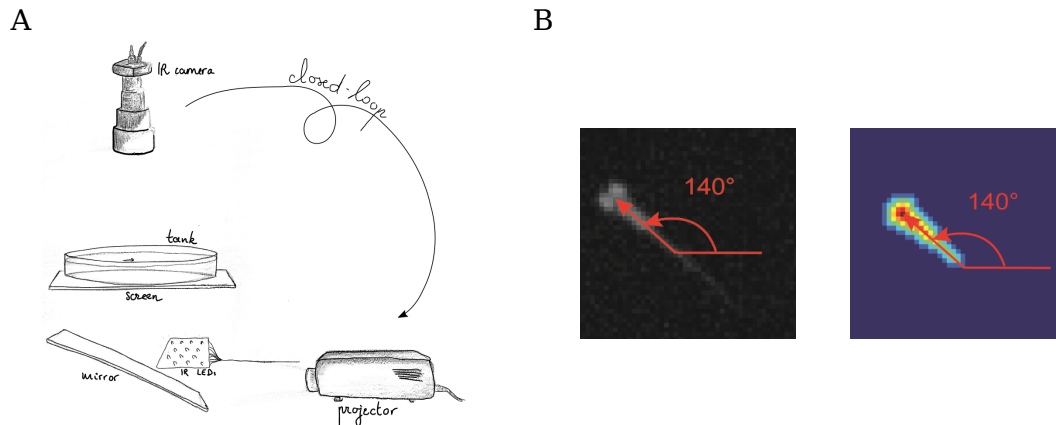 A
B
IR camera
closed-loop
140°
140°
tank
screen
mirror
IR LEDs
projector